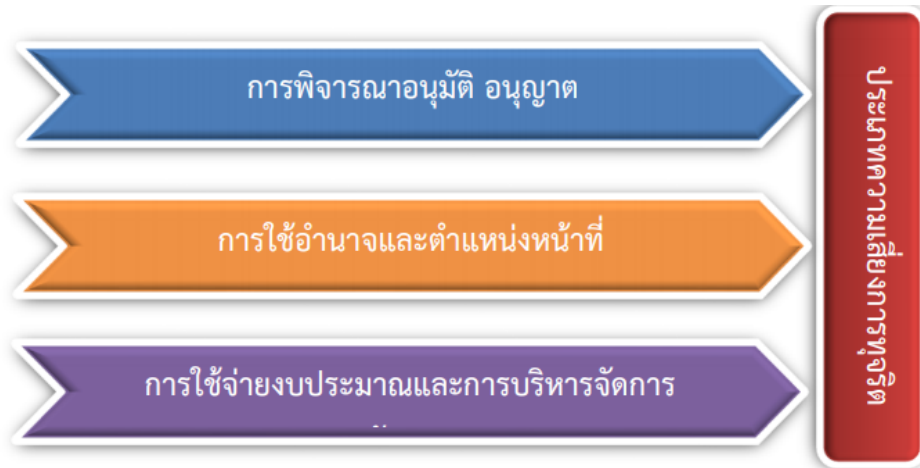 การพิจารณาอนุมัติ อนุญาต
การใช้อำนาจและตำแหน่งหน้าที่
การใช้จ่ายงบประมาณและการบริหารจัดการ
ประเภทความเสี่ยงการทุจริต